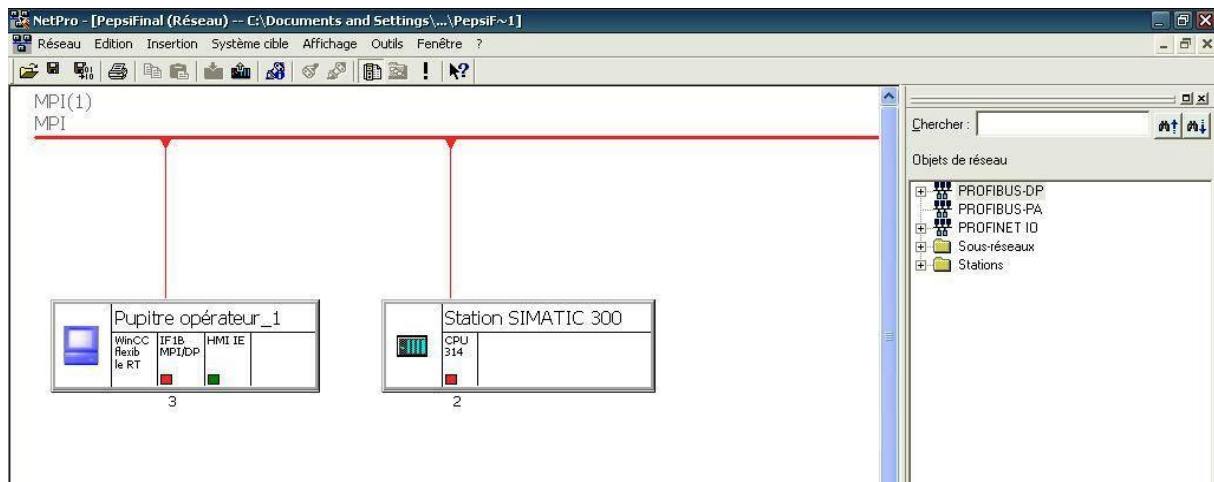 NetPro - [PepsiFinal (Réseau) -- C:\Documents and Settings\...\PepsiF~1]
Réseau Edition Insertion Système cible Affichage Outils Fenêtre ?
MPI(1)
MPI
Chercher :
Objets de réseau
PROFIBUS-DP
PROFIBUS-PA
PROFINET IO
Sous-réseaux
Stations
Pupitre opérateur_1
WinCC flexib le RT
IF1B MPI/DP
HMI IE
3
Station SIMATIC 300
CPU 314
2